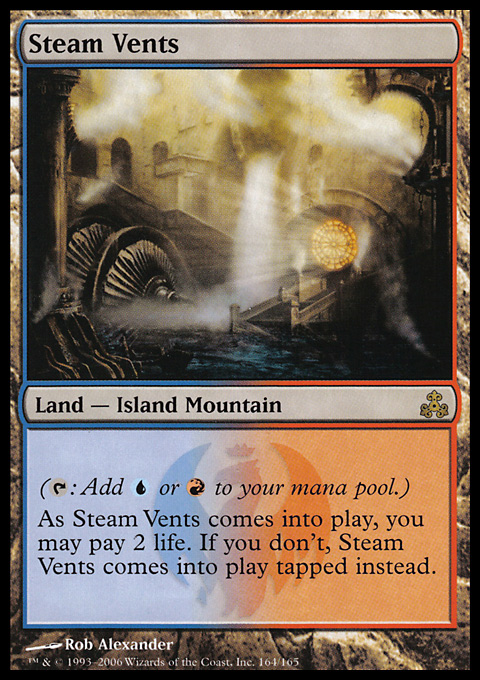 Steam Vents
Land — Island Mountain
(: Add or to your mana pool.)
As Steam Vents comes into play, you
may pay 2 life. If you don't, Steam
Vents comes into play tapped instead.
Rob Alexander
™ & © 1993–2006 Wizards of the Coast, Inc. 164/165